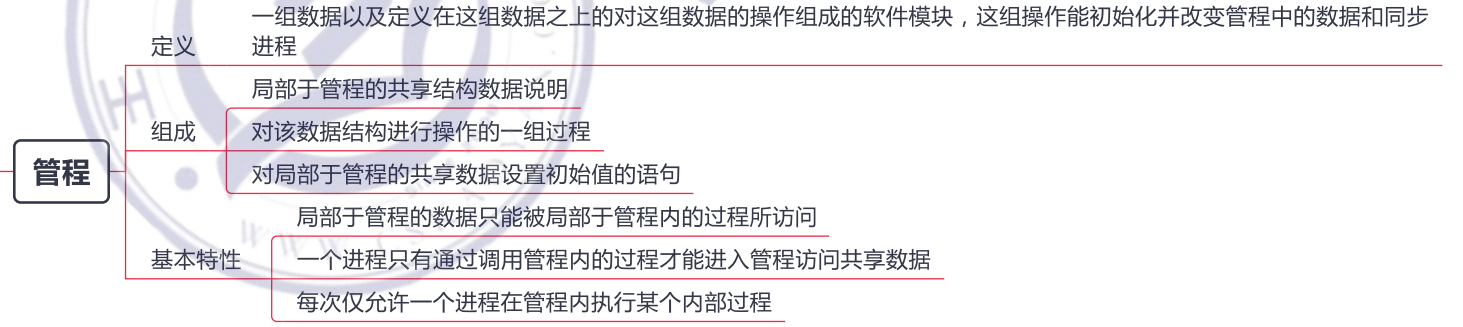 一组数据以及定义在这组数据之上的对这组数据的操作组成的软件模块，这组操作能初始化并改变管程中的数据和同步
定义 进程
局部于管程的共享结构数据说明
组成 对该数据结构进行操作的一组过程
管程 对局部于管程的共享数据设置初始值的语句
局部于管程的数据只能被局部于管程内的过程所访问
基本特性 一个进程只有通过调用管程内的过程才能进入管程访问共享数据
每次仅允许一个进程在管程内执行某个内部过程